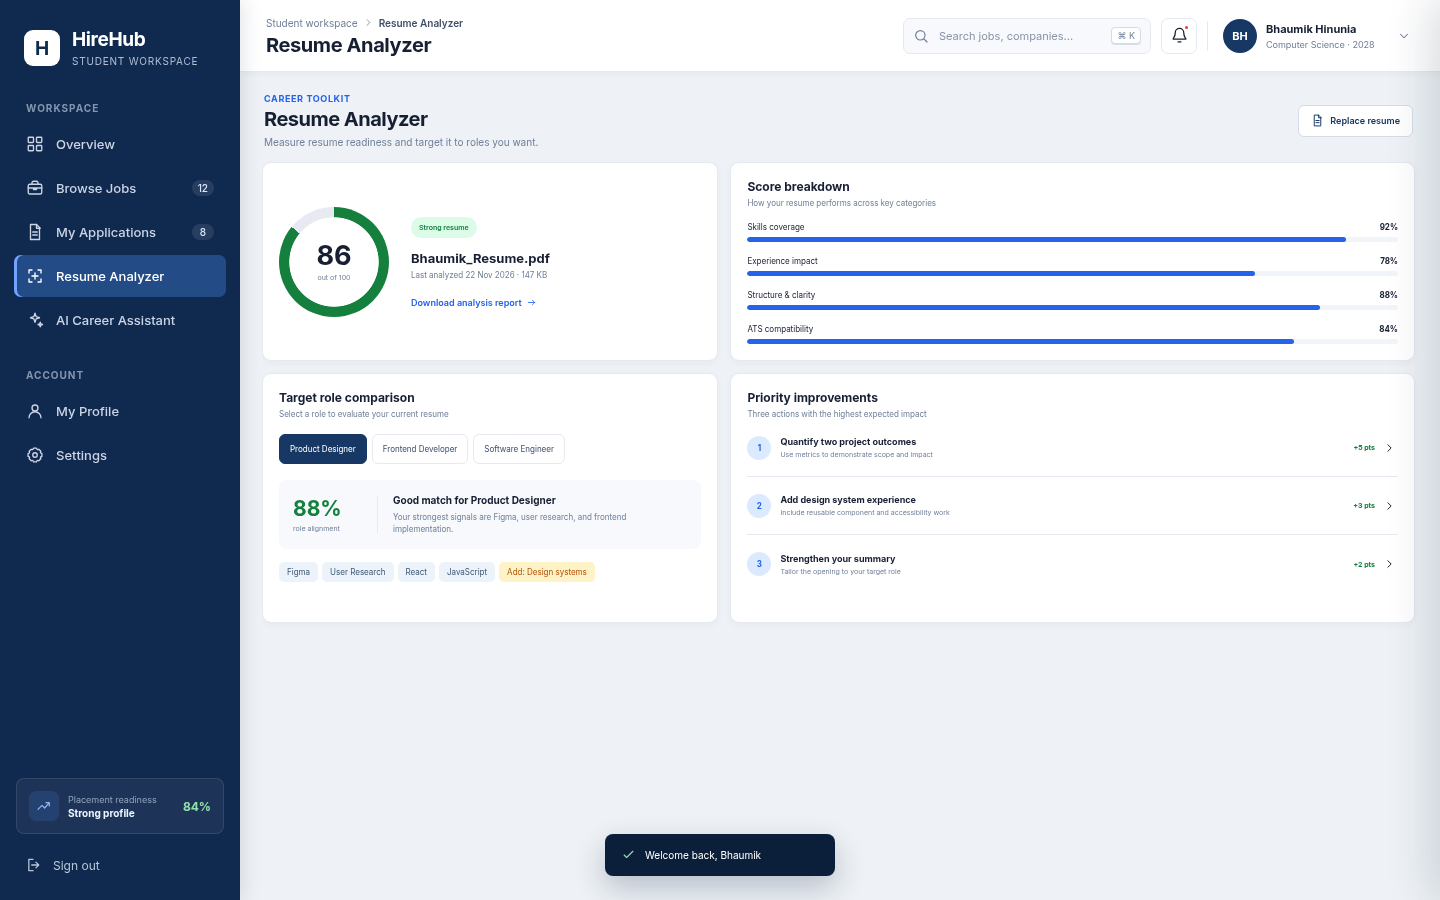 H
HireHub
STUDENT WORKSPACE
WORKSPACE
Overview
Browse Jobs 12
My Applications 8
Resume Analyzer
AI Career Assistant
ACCOUNT
My Profile
Settings
Placement readiness
Strong profile
84%
Sign out
Student workspace > Resume Analyzer
Resume Analyzer
Search jobs, companies... ⌘ K
BH
Bhaumik Hinunia
Computer Science · 2028
CAREER TOOLKIT
Resume Analyzer
Measure resume readiness and target it to roles you want.
Replace resume
86
out of 100
Strong resume
Bhaumik_Resume.pdf
Last analyzed 22 Nov 2026 · 147 KB
Download analysis report →
Score breakdown
How your resume performs across key categories
Skills coverage 92%
Experience impact 78%
Structure & clarity 88%
ATS compatibility 84%
Target role comparison
Select a role to evaluate your current resume
Product Designer Frontend Developer Software Engineer
88%
role alignment
Good match for Product Designer
Your strongest signals are Figma, user research, and frontend
implementation.
Figma User Research React JavaScript Add: Design systems
Priority improvements
Three actions with the highest expected impact
1 Quantify two project outcomes
Use metrics to demonstrate scope and impact
+5 pts
2 Add design system experience
Include reusable component and accessibility work
+3 pts
3 Strengthen your summary
Tailor the opening to your target role
+2 pts
Welcome back, Bhaumik